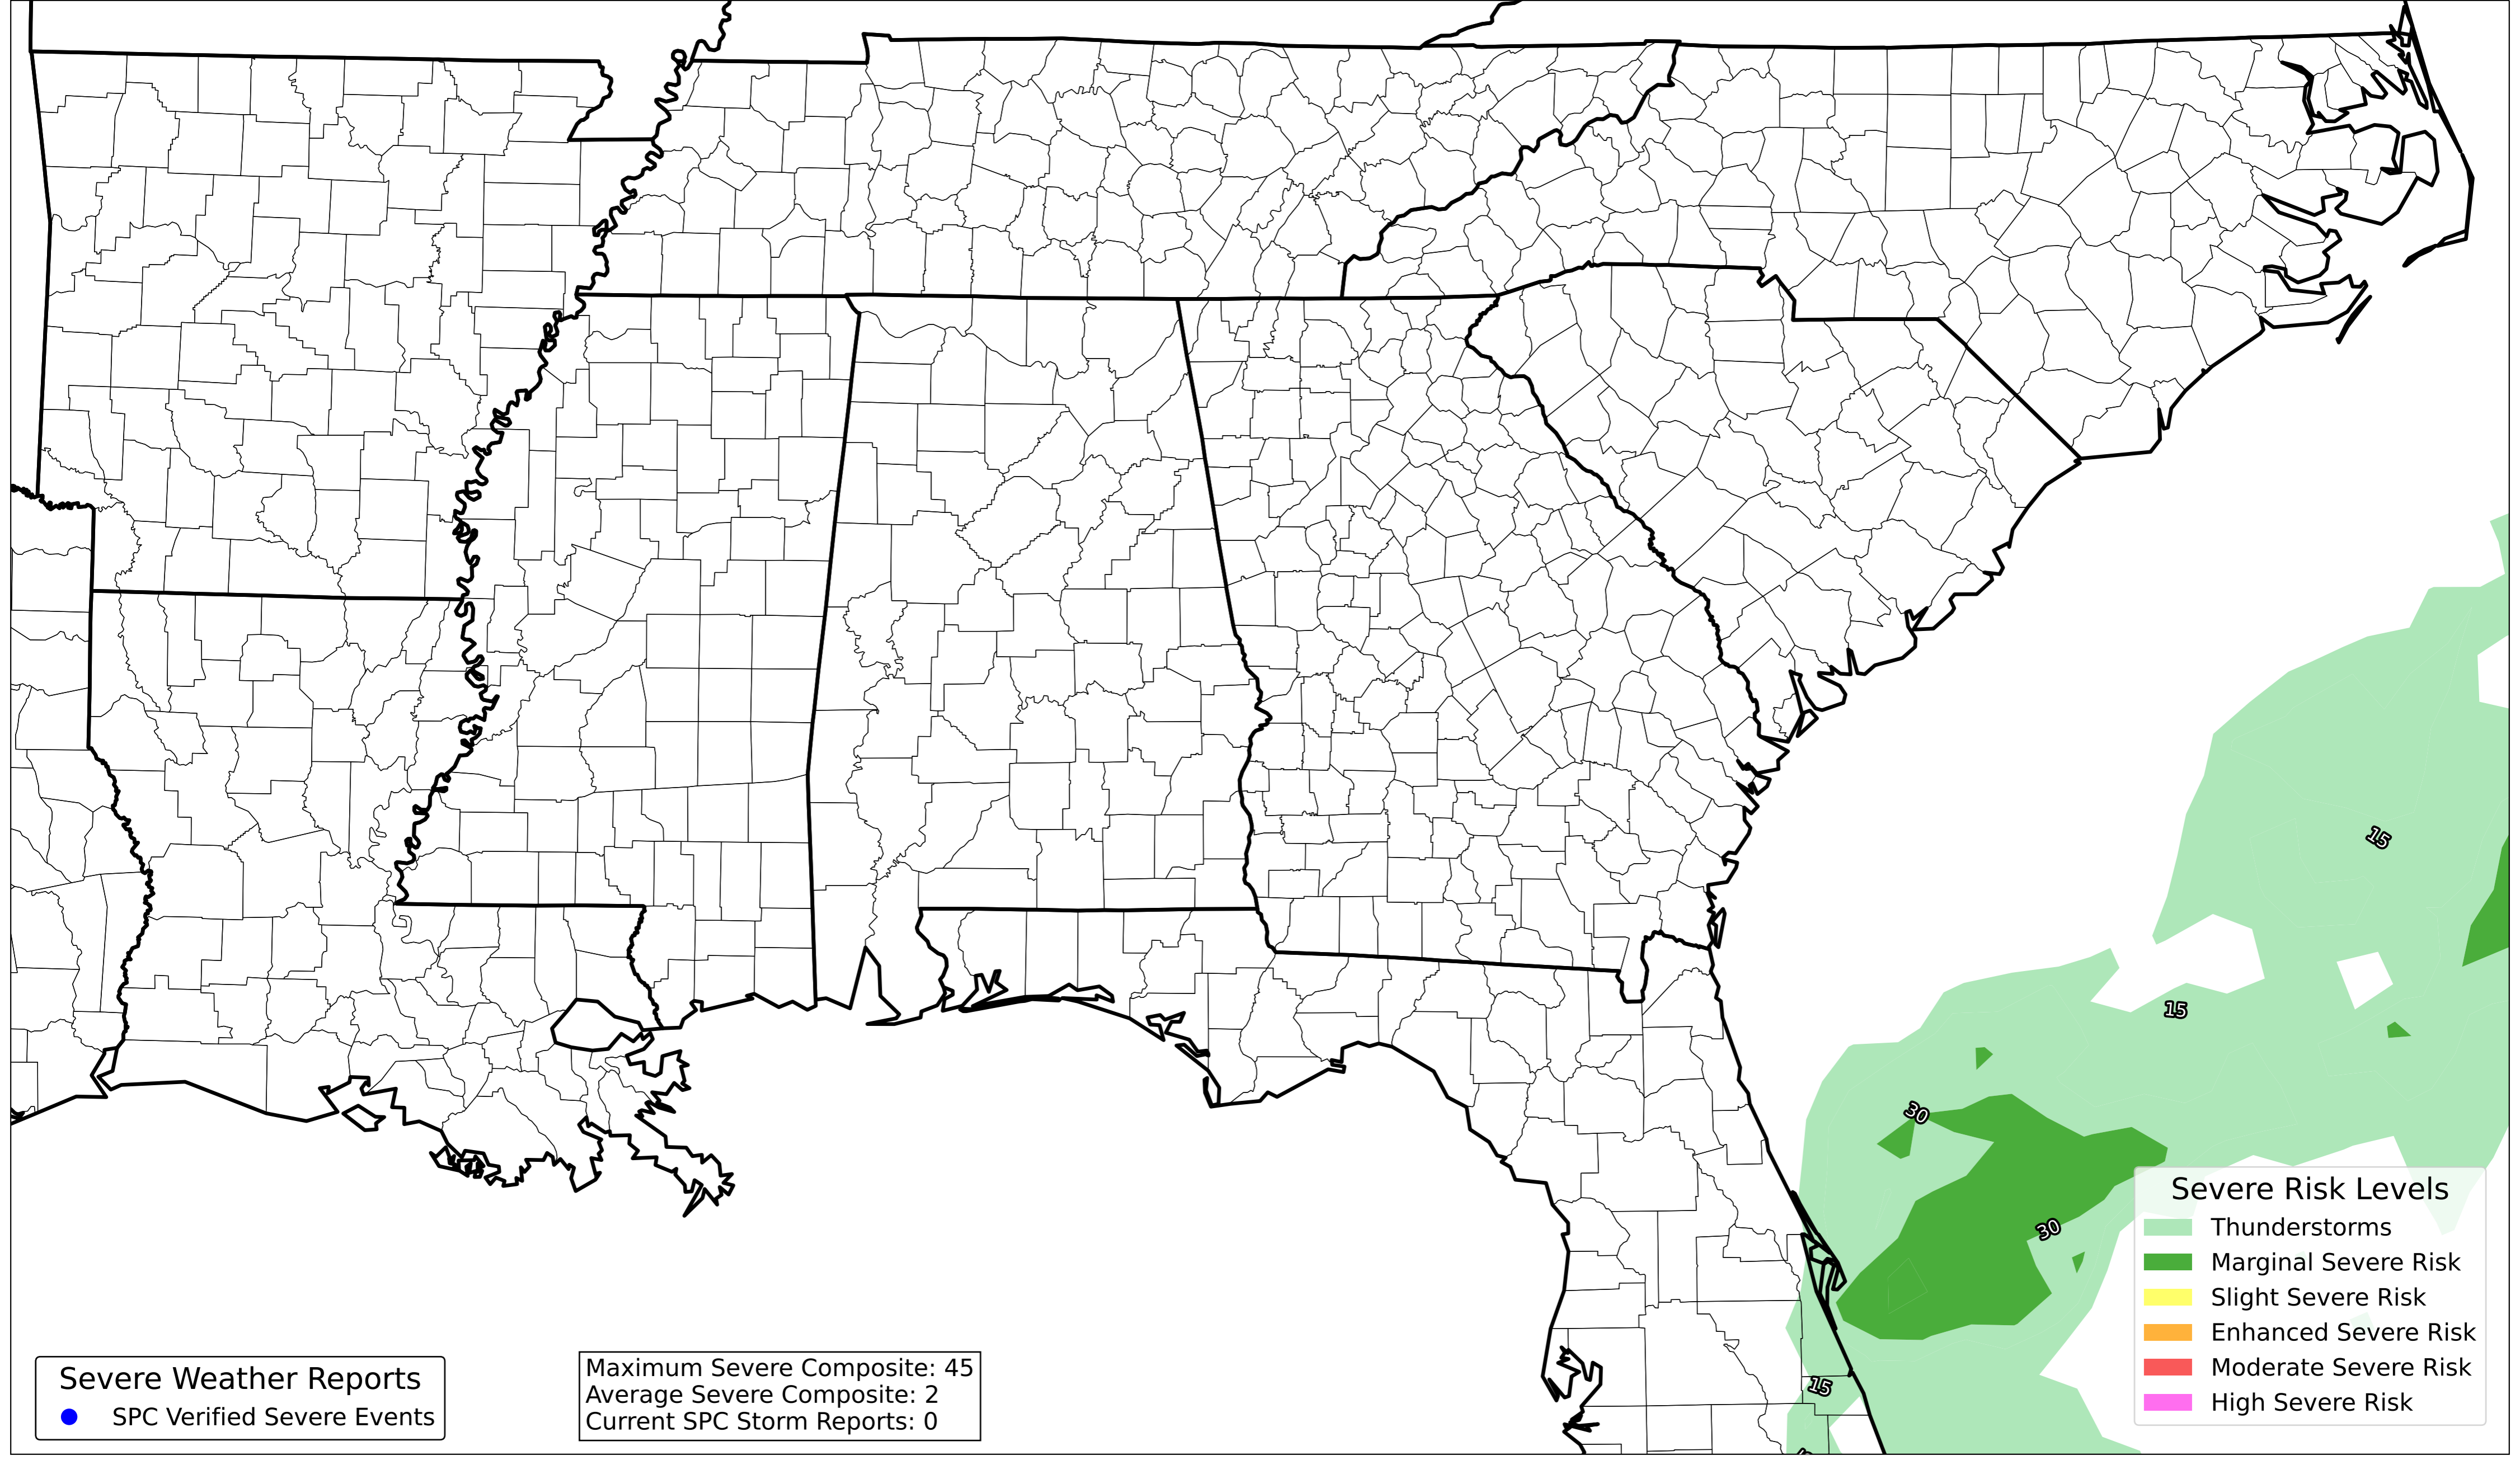 15
15
30
30
15
Severe Risk Levels
Thunderstorms
Marginal Severe Risk
Slight Severe Risk
Enhanced Severe Risk
Moderate Severe Risk
High Severe Risk
Severe Weather Reports
SPC Verified Severe Events
Maximum Severe Composite: 45
Average Severe Composite: 2
Current SPC Storm Reports: 0